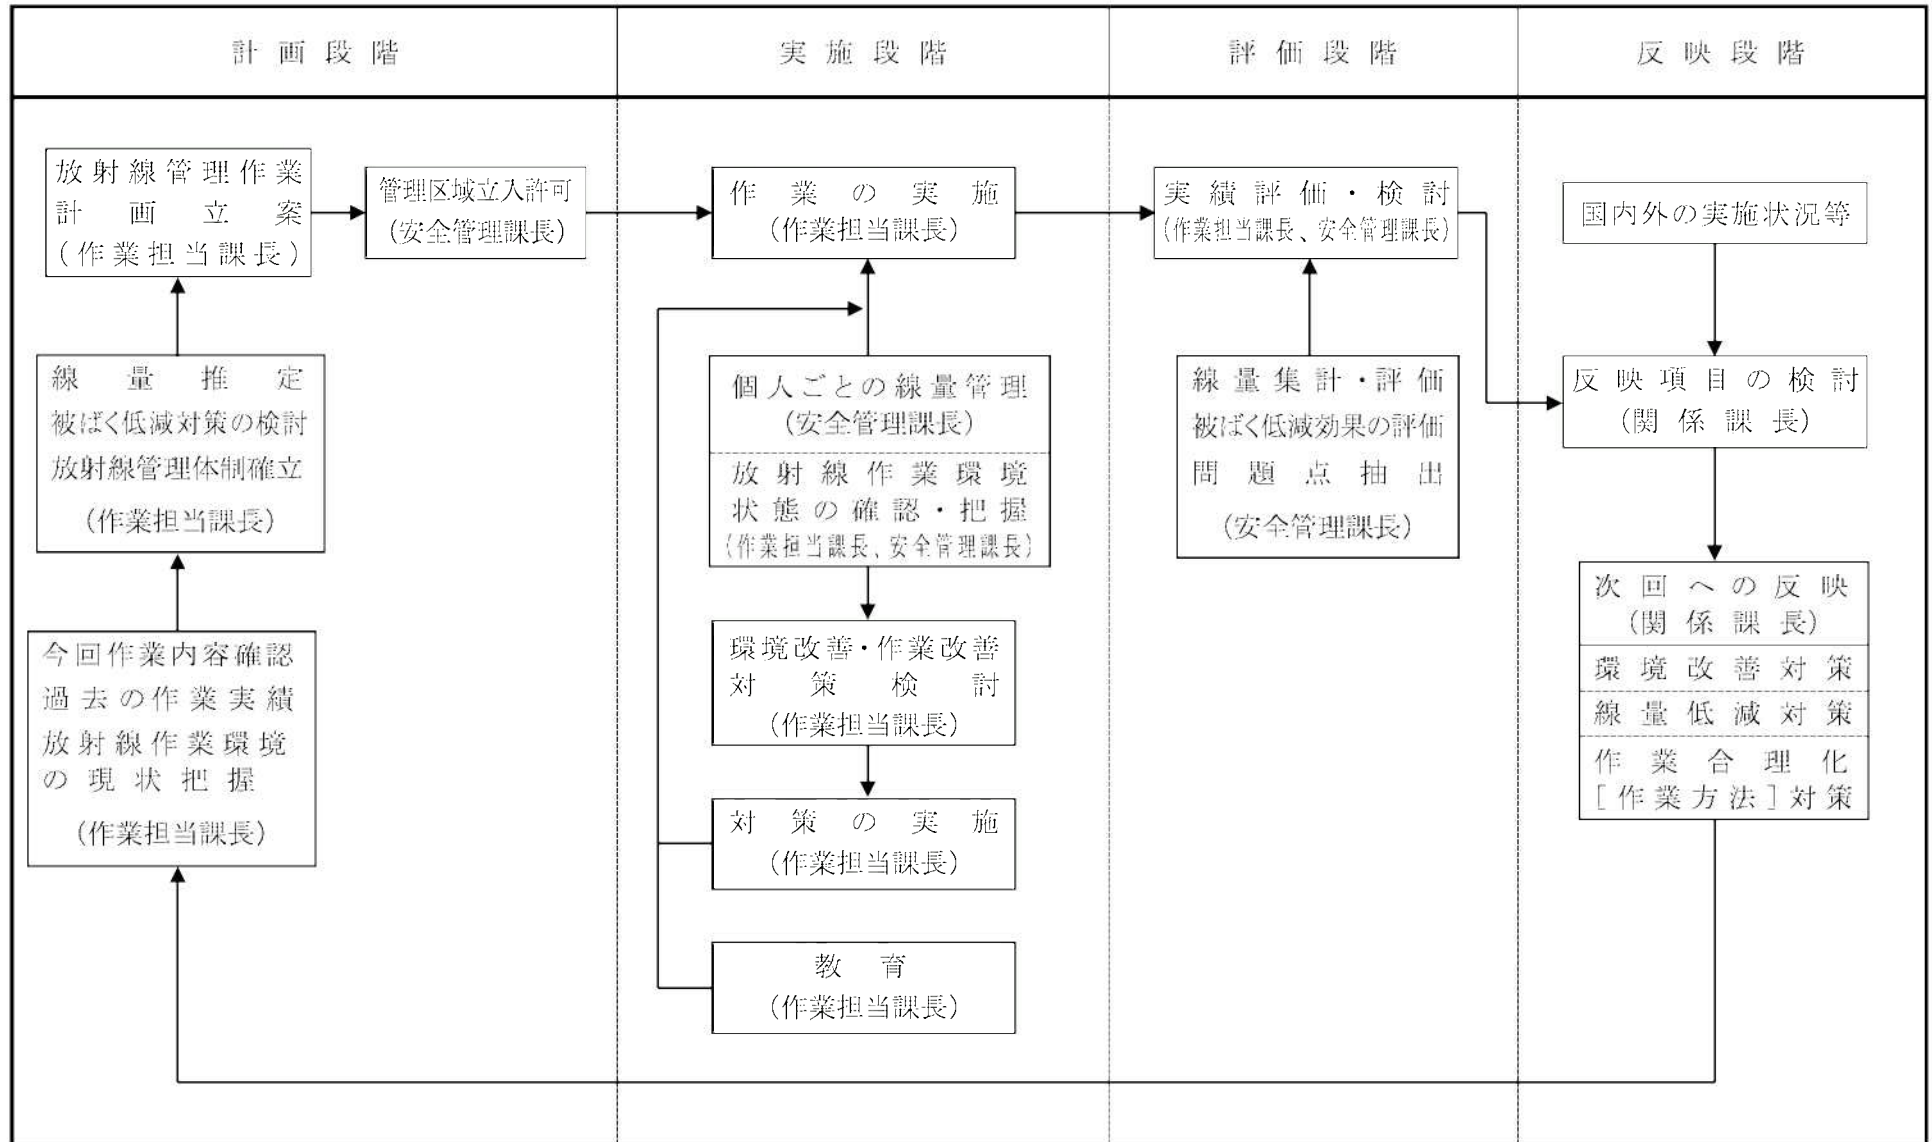 計画段階
実施段階
評価段階
反映段階
放射線管理作業
計画立案
(作業担当課長)
管理区域立入許可
(安全管理課長)
線量推定
被ばく低減対策の検討
放射線管理体制確立
(作業担当課長)
今回作業内容確認
過去の作業実績
放射線作業環境
の現状把握
(作業担当課長)
作業の実施
(作業担当課長)
個人ごとの線量管理
(安全管理課長)
放射線作業環境
状態の確認・把握
(作業担当課長、安全管理課長)
環境改善・作業改善
対策検討
(作業担当課長)
対策の実施
(作業担当課長)
教育
(作業担当課長)
実績評価・検討
(作業担当課長、安全管理課長)
線量集計・評価
被ばく低減効果の評価
問題点抽出
(安全管理課長)
国内外の実施状況等
反映項目の検討
(関係課長)
次回への反映
(関係課長)
環境改善対策
線量低減対策
作業合理化
[作業方法]対策